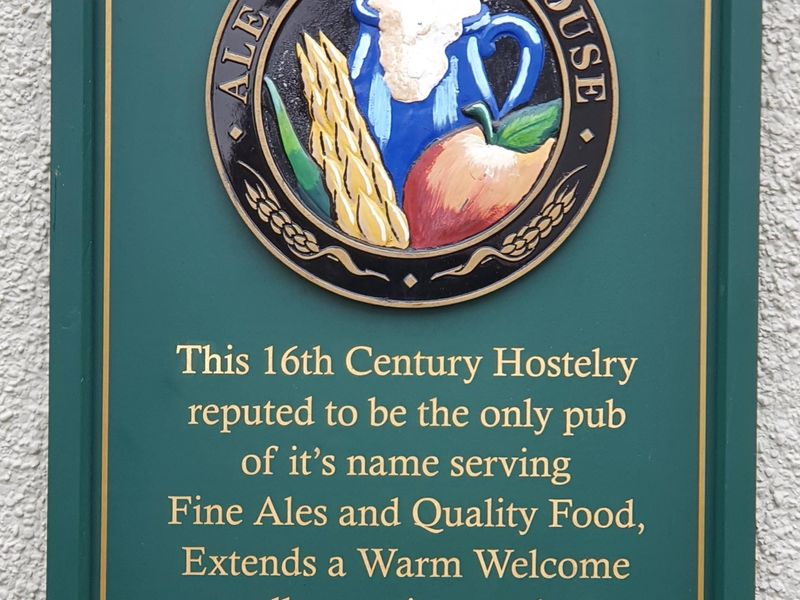 ALE
OUSE
This 16th Century Hostelry
reputed to be the only pub
of it's name serving
Fine Ales and Quality Food,
Extends a Warm Welcome